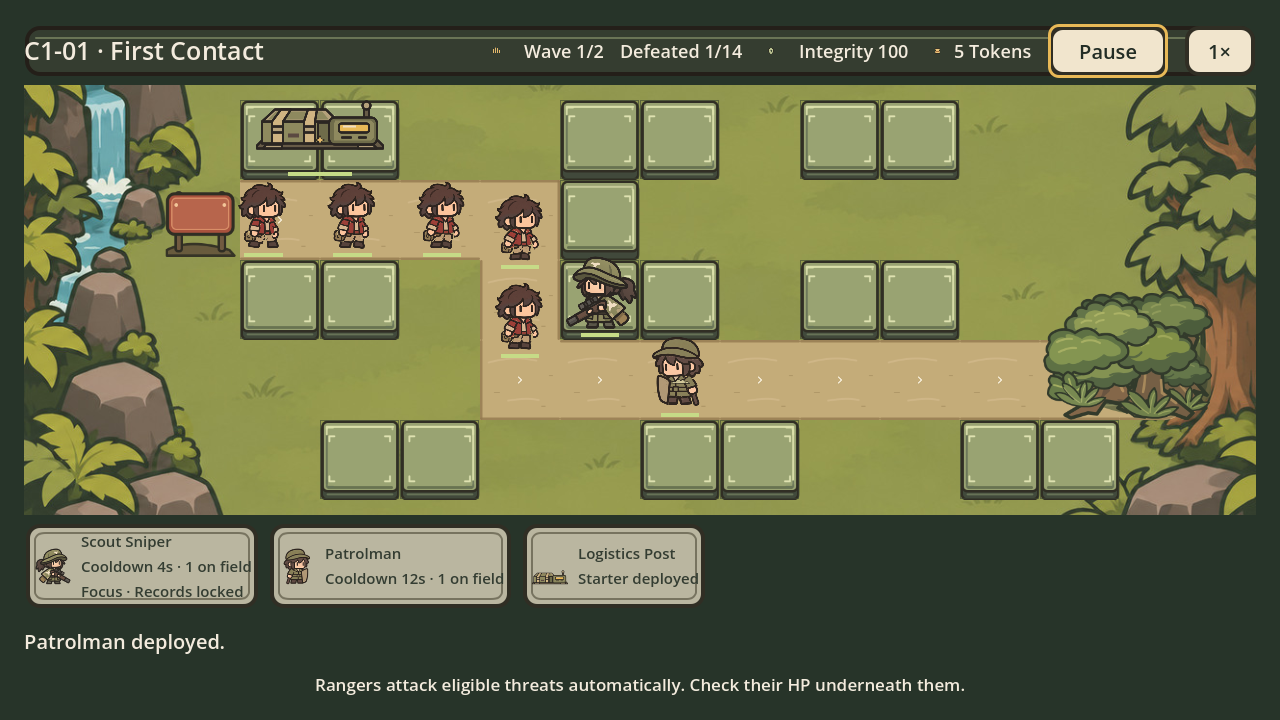 C1-01 · First Contact
Wave 1/2
Defeated 1/14
Integrity 100
5 Tokens
Pause
1×
Scout Sniper
Cooldown 4s · 1 on field
Focus · Records locked
Patrolman
Cooldown 12s · 1 on field
Logistics Post
Starter deployed
Patrolman deployed.
Rangers attack eligible threats automatically. Check their HP underneath them.